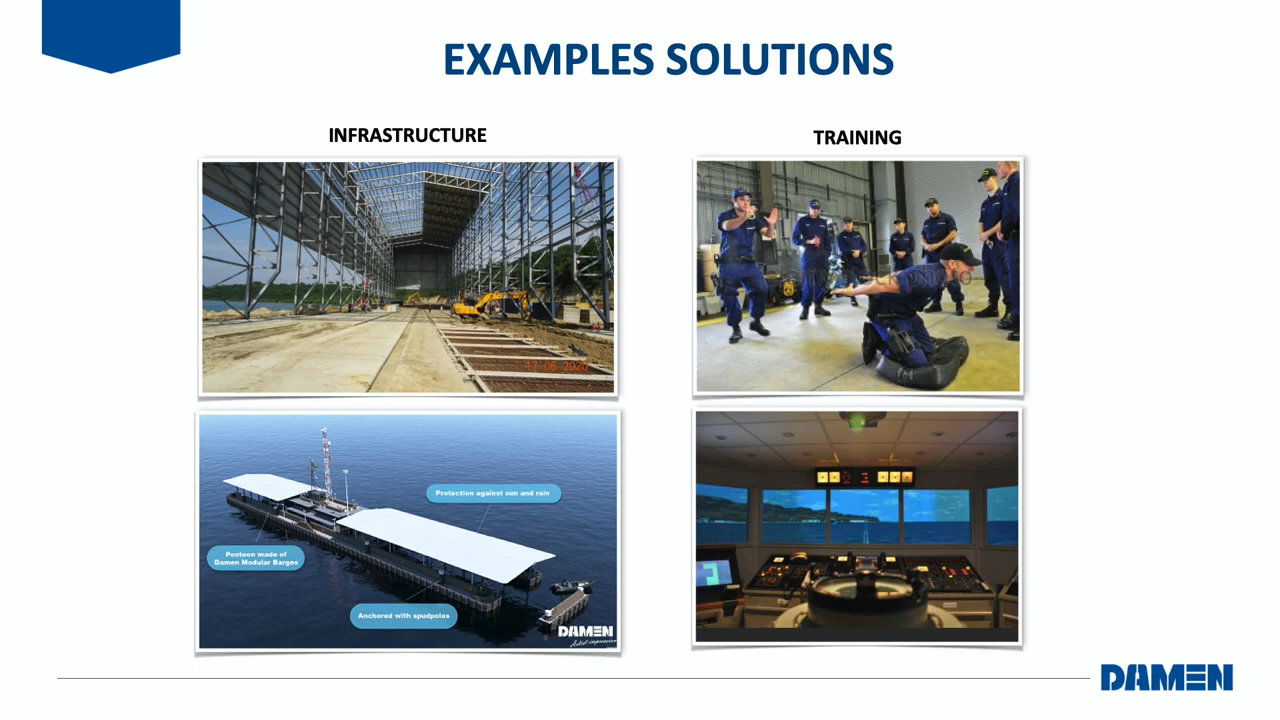 EXAMPLES SOLUTIONS
INFRASTRUCTURE
TRAINING
17 06 2020
Protection against sun and rain
Pontoon made of
Damen Modular Barges
Anchored with spudpoles
DAMEN
Artist impression
DAMEN